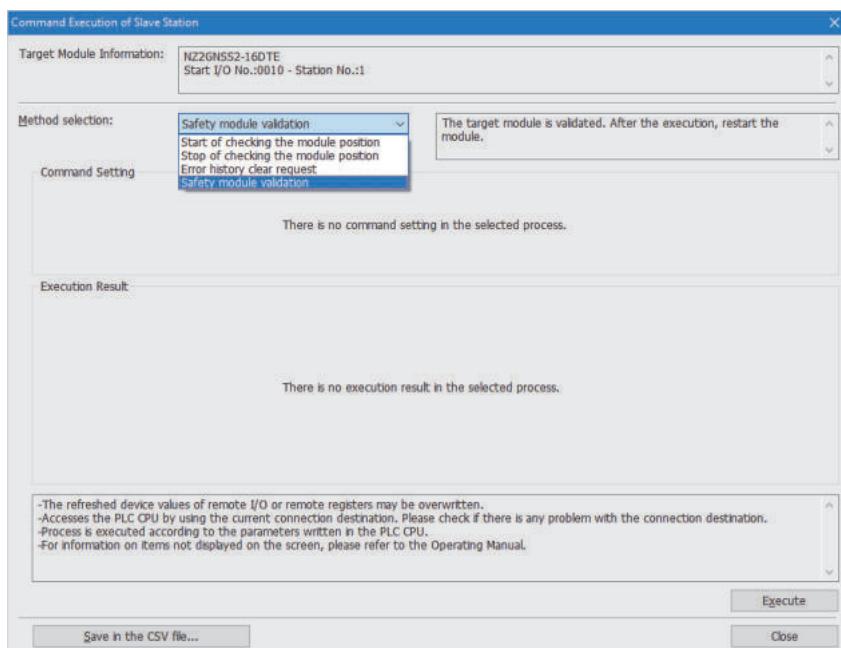 Command Execution of Slave Station
Target Module Information:
NZ2GNSS2-16DTE
Start I/O No.:0010 - Station No.:1
Method selection:
Safety module validation
The target module is validated. After the execution, restart the
module.
Start of checking the module position
Stop of checking the module position
Error history clear request
Safety module validation
Command Setting
There is no command setting in the selected process.
Execution Result
There is no execution result in the selected process.
-The refreshed device values of remote I/O or remote registers may be overwritten.
-Accesses the PLC CPU by using the current connection destination. Please check if there is any problem with the connection destination.
-Process is executed according to the parameters written in the PLC CPU.
-For information on items not displayed on the screen, please refer to the Operating Manual.
Execute
Save in the CSV file...
Close